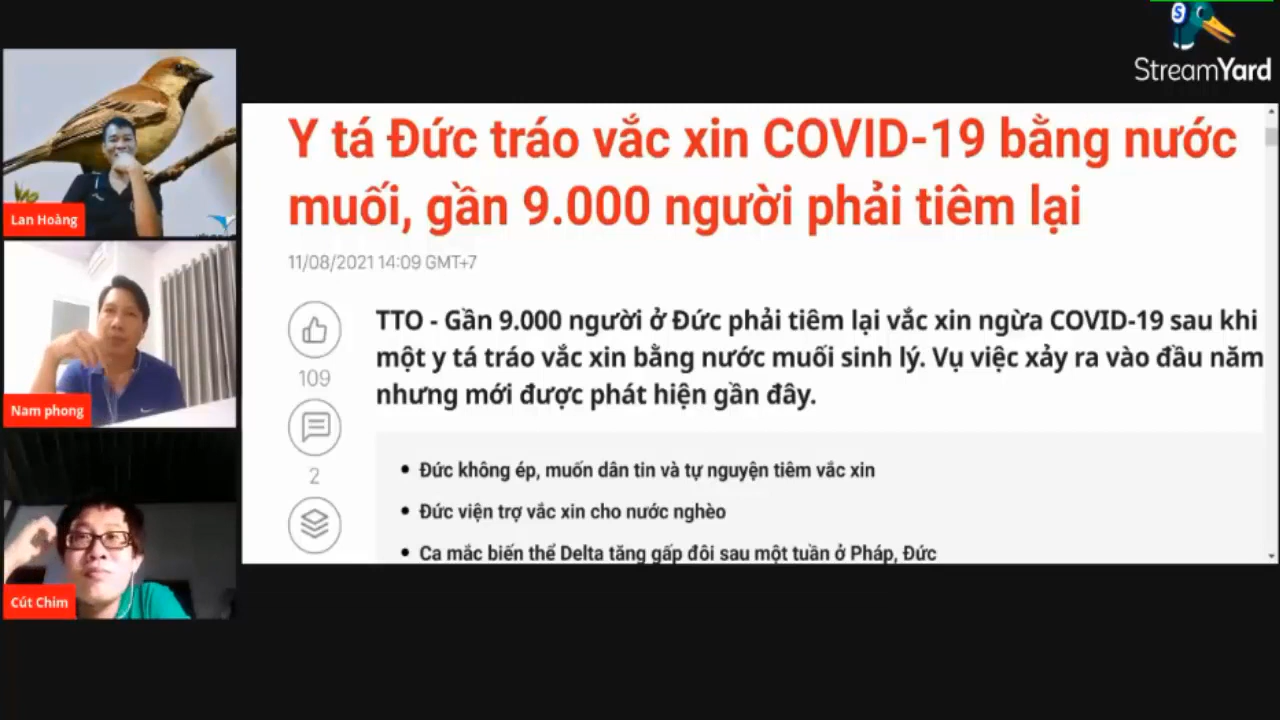 StreamYard
Y tá Đức tráo vắc xin COVID-19 bằng nước
muối, gần 9.000 người phải tiêm lại
11/08/2021 14:09 GMT+7
109
2
TTO - Gần 9.000 người ở Đức phải tiêm lại vắc xin ngừa COVID-19 sau khi
một y tá tráo vắc xin bằng nước muối sinh lý. Vụ việc xảy ra vào đầu năm
nhưng mới được phát hiện gần đây.
• Đức không ép, muốn dân tin và tự nguyện tiêm vắc xin
• Đức viện trợ vắc xin cho nước nghèo
• Ca mắc biến thể Delta tăng gấp đôi sau một tuần ở Pháp, Đức
Lan Hoàng
Nam phong
Cút Chim